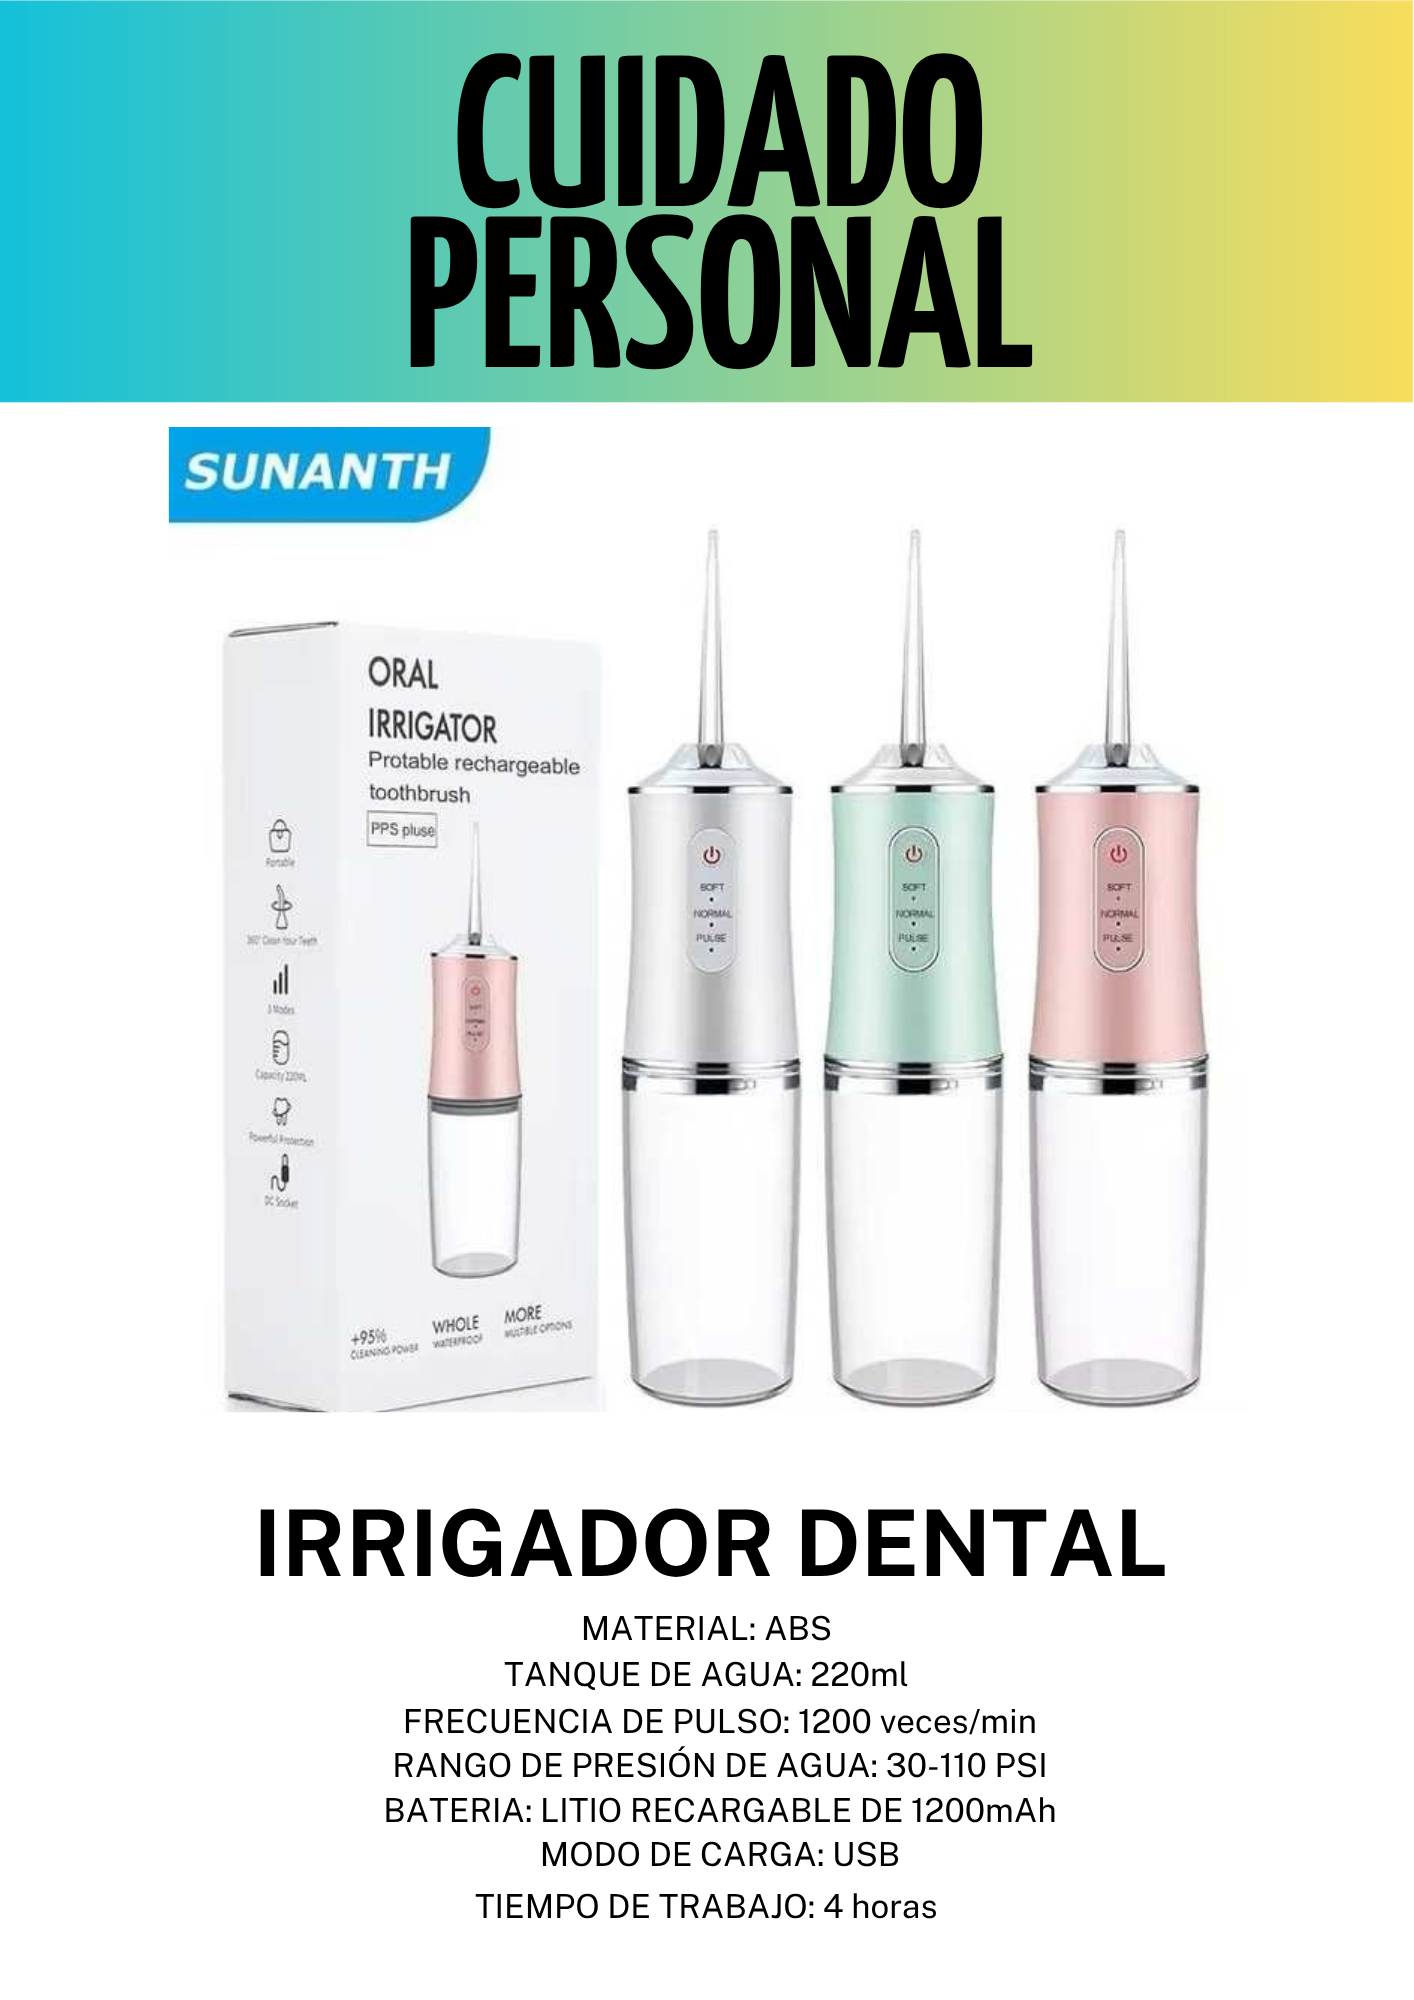 CUIDADO
PERSONAL
SUNANTH
ORAL
IRRIGATOR
Protable rechargeable
toothbrush
PPS pluse
Portable
360° Clean Your Teeth
3 Modes
Capacity 220ML
Powerful Protection
DC Socket
+95%
CLEANING POWER
WHOLE
WATERPROOF
MORE
MULTIBLE OPTIONS
SOFT
NORMAL
PULSE
SOFT
NORMAL
PULSE
SOFT
NORMAL
PULSE
IRRIGADOR DENTAL
MATERIAL: ABS
TANQUE DE AGUA: 220ml
FRECUENCIA DE PULSO: 1200 veces/min
RANGO DE PRESIÓN DE AGUA: 30-110 PSI
BATERIA: LITIO RECARGABLE DE 1200mAh
MODO DE CARGA: USB
TIEMPO DE TRABAJO: 4 horas